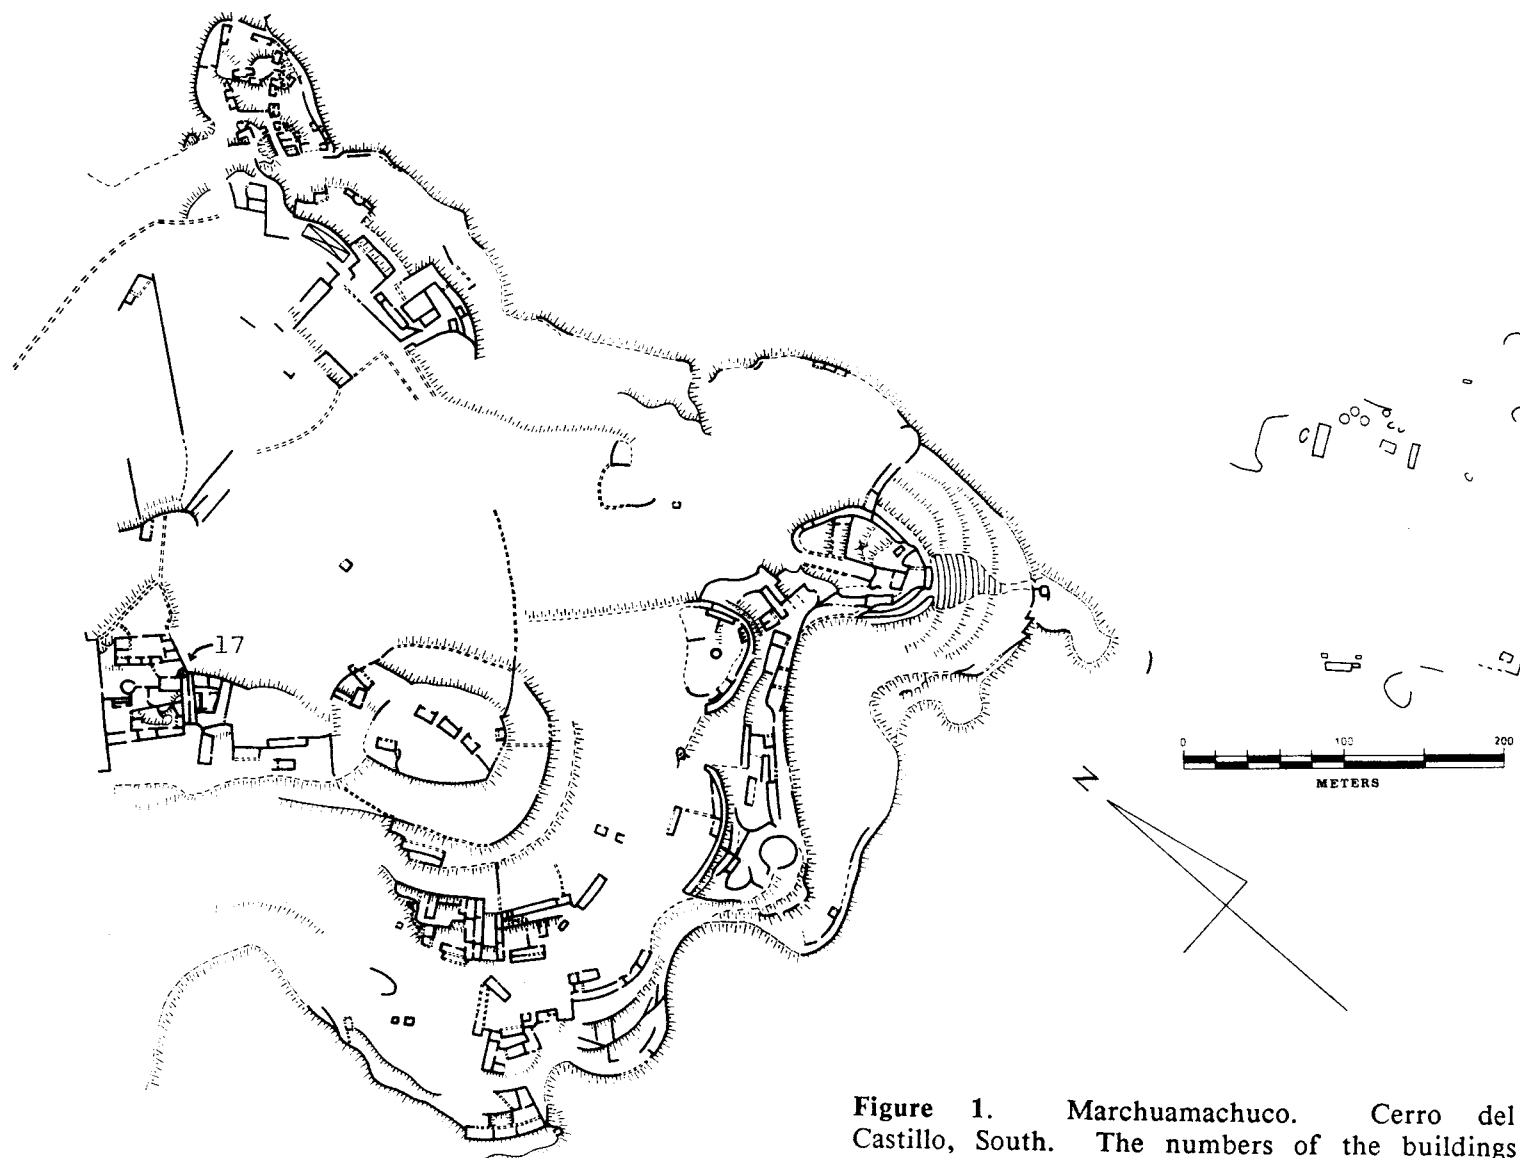 17
0 100 200
METERS
N
Figure 1. Marchuamachuco. Cerro del
Castillo, South. The numbers of the buildings